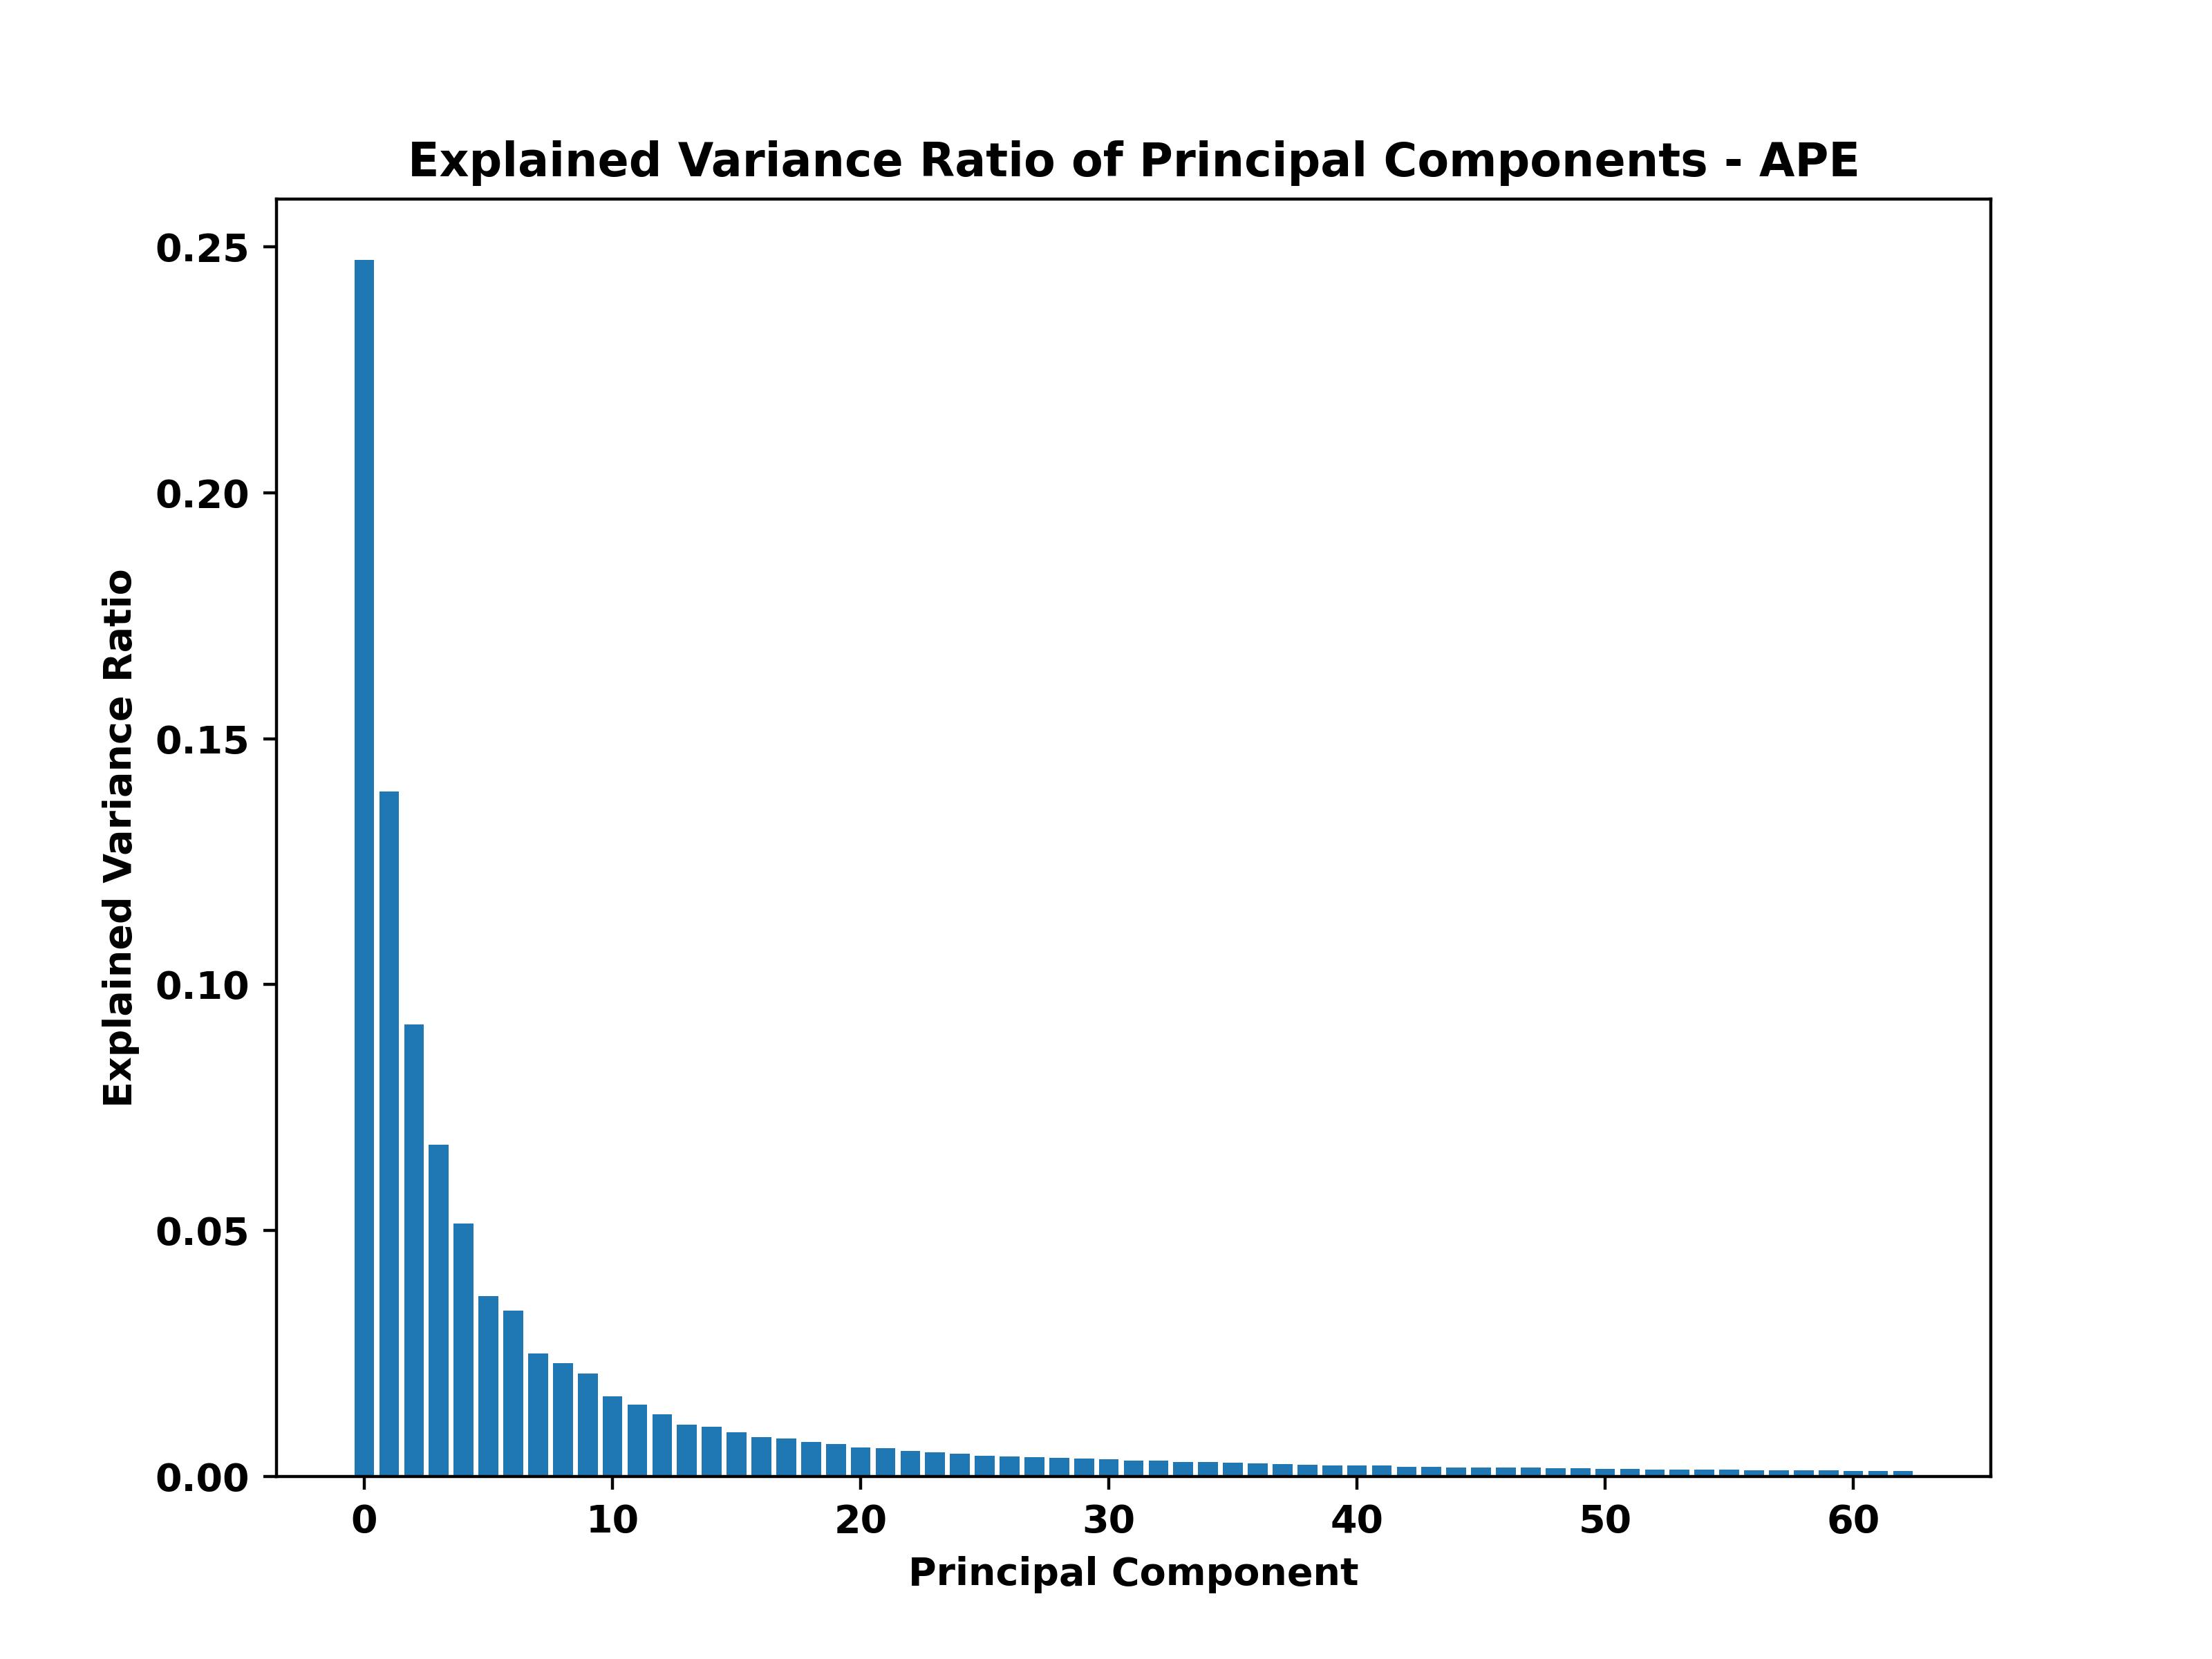 Explained Variance Ratio of Principal Components - APE
0.25
0.20
0.15
0.10
0.05
0.00
Explained Variance Ratio
0 10 20 30 40 50 60
Principal Component